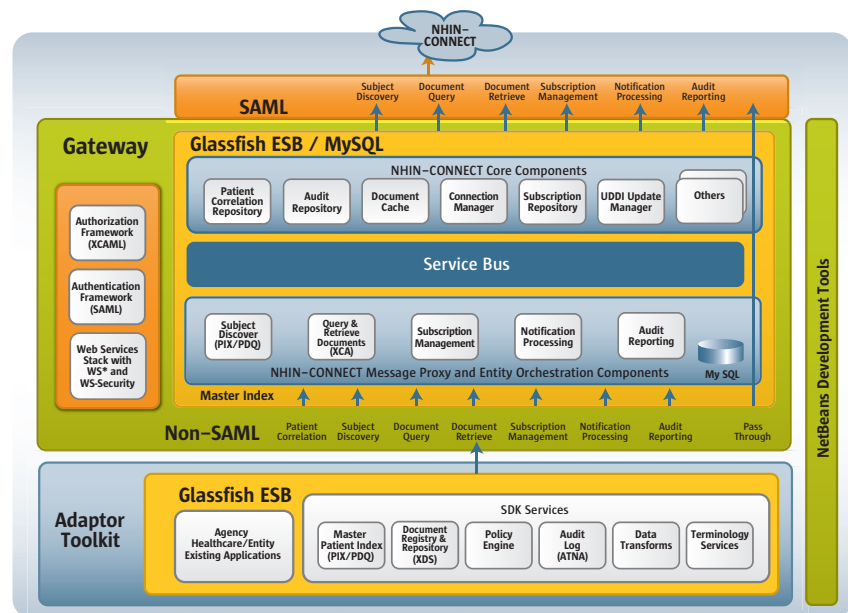 NHIN-
CONNECT
SAML
Subject
Discovery
Document
Query
Document
Retrieve
Subscription
Management
Notification
Processing
Audit
Reporting
Gateway
Glassfish ESB / MySQL
NHIN-CONNECT Core Components
Patient
Correlation
Repository
Audit
Repository
Document
Cache
Connection
Manager
Subscription
Repository
UDDI Update
Manager
Others
Authorization
Framework
(XCAML)
Authentication
Framework
(SAML)
Web Services
Stack with
WS* and
WS-Security
Service Bus
Subject
Discover
(PIX/PDQ)
Query &
Retrieve
Documents
(XCA)
Subscription
Management
Notification
Processing
Audit
Reporting
My SQL
NHIN-CONNECT Message Proxy and Entity Orchestration Components
Master Index
Non-SAML
Patient
Correlation
Subject
Discovery
Document
Query
Document
Retrieve
Subscription
Management
Notification
Processing
Audit
Reporting
Pass
Through
NetBeans Development Tools
Adaptor
Toolkit
Glassfish ESB
Agency
Healthcare/Entity
Existing Applications
SDK Services
Master
Patient Index
(PIX/PDQ)
Document
Registry &
Repository
(XDS)
Policy
Engine
Audit
Log
(ATNA)
Data
Transforms
Terminology
Services